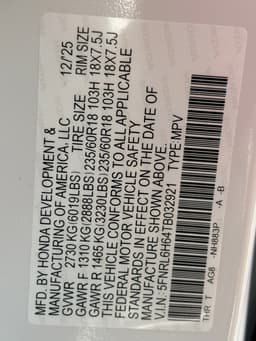 MFD. BY HONDA DEVELOPMENT &
MANUFACTURING OF AMERICA, LLC 12/'25
GVWR 2730 KG(6019LBS) TIRE SIZE RIM SIZE
GAWR F 1310 KG(2888LBS)235/60R18 103H 18X7.5J
GAWR R 1465 KG(3230LBS)235/60R18 103H 18X7.5J
THIS VEHICLE CONFORMS TO ALL APPLICABLE
FEDERAL MOTOR VEHICLE SAFETY
STANDARDS IN EFFECT ON THE DATE OF
MANUFACTURE SHOWN ABOVE.
V.I.N.: 5FNRL6H64TB032921 TYPE:MPV
THR T AG8 -NH883P -A -B